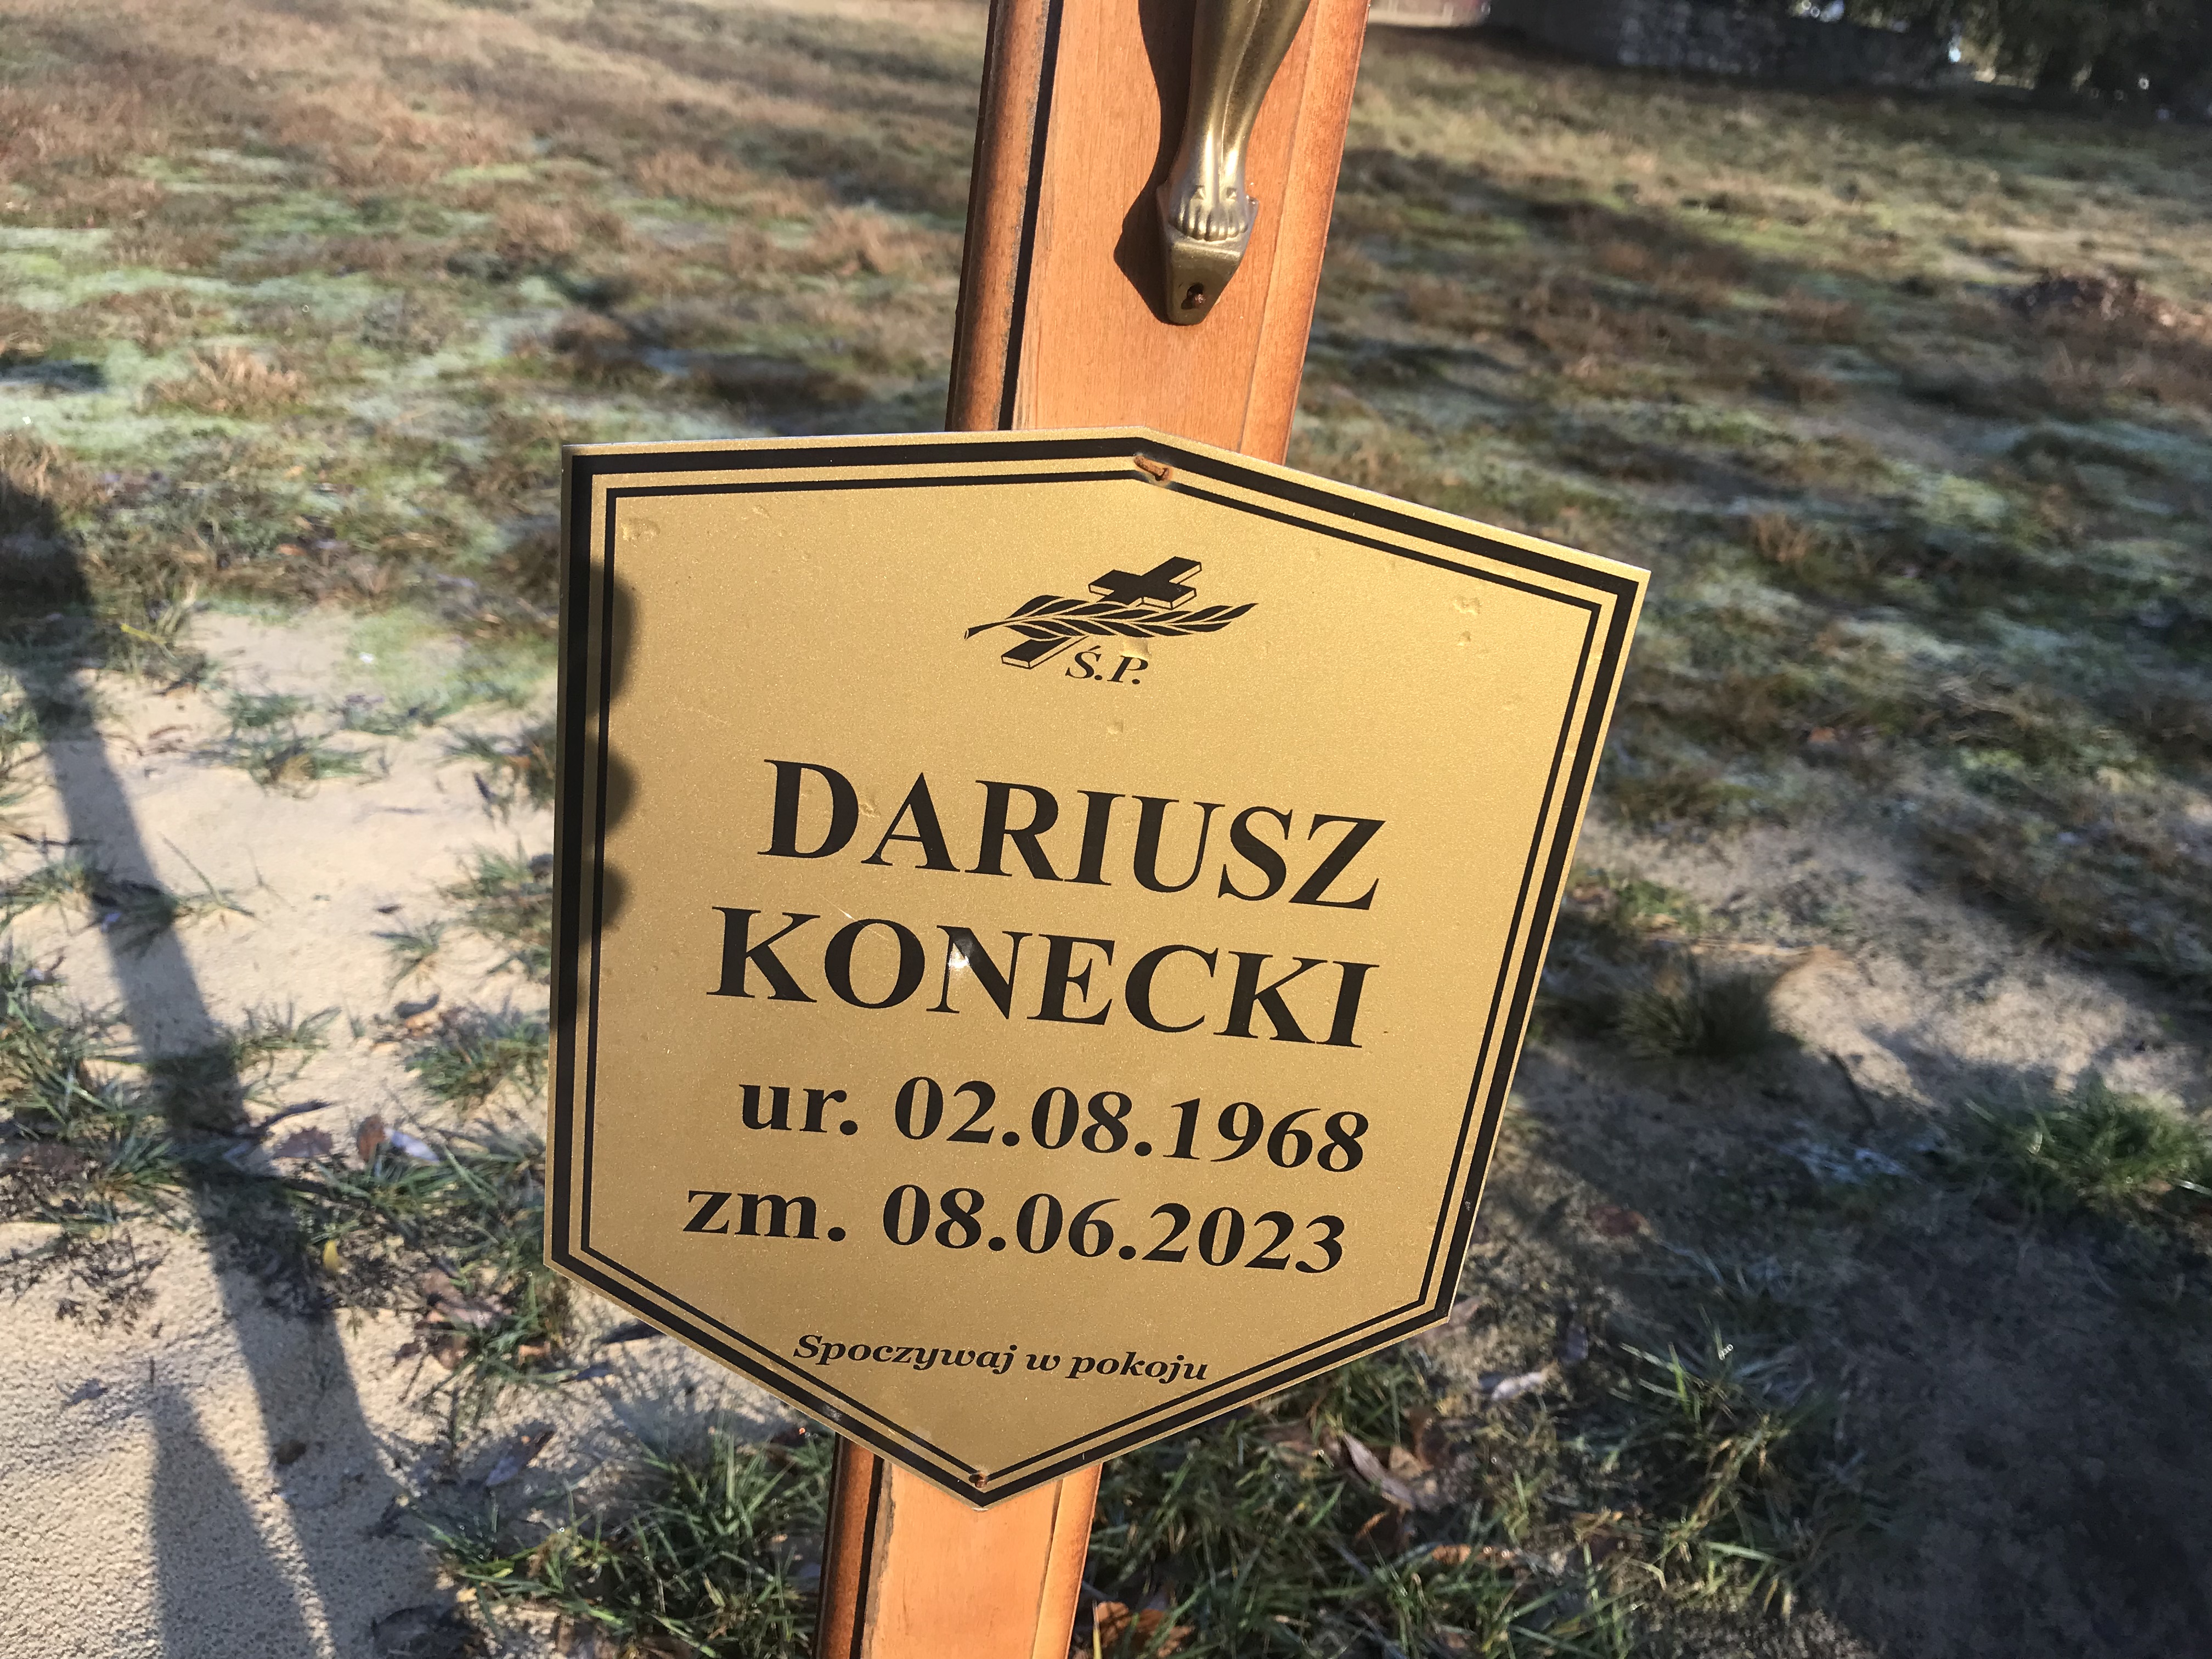 Ś.P.
DARIUSZ
KONECKI
ur. 02.08.1968
zm. 08.06.2023
Spoczywaj w pokoju